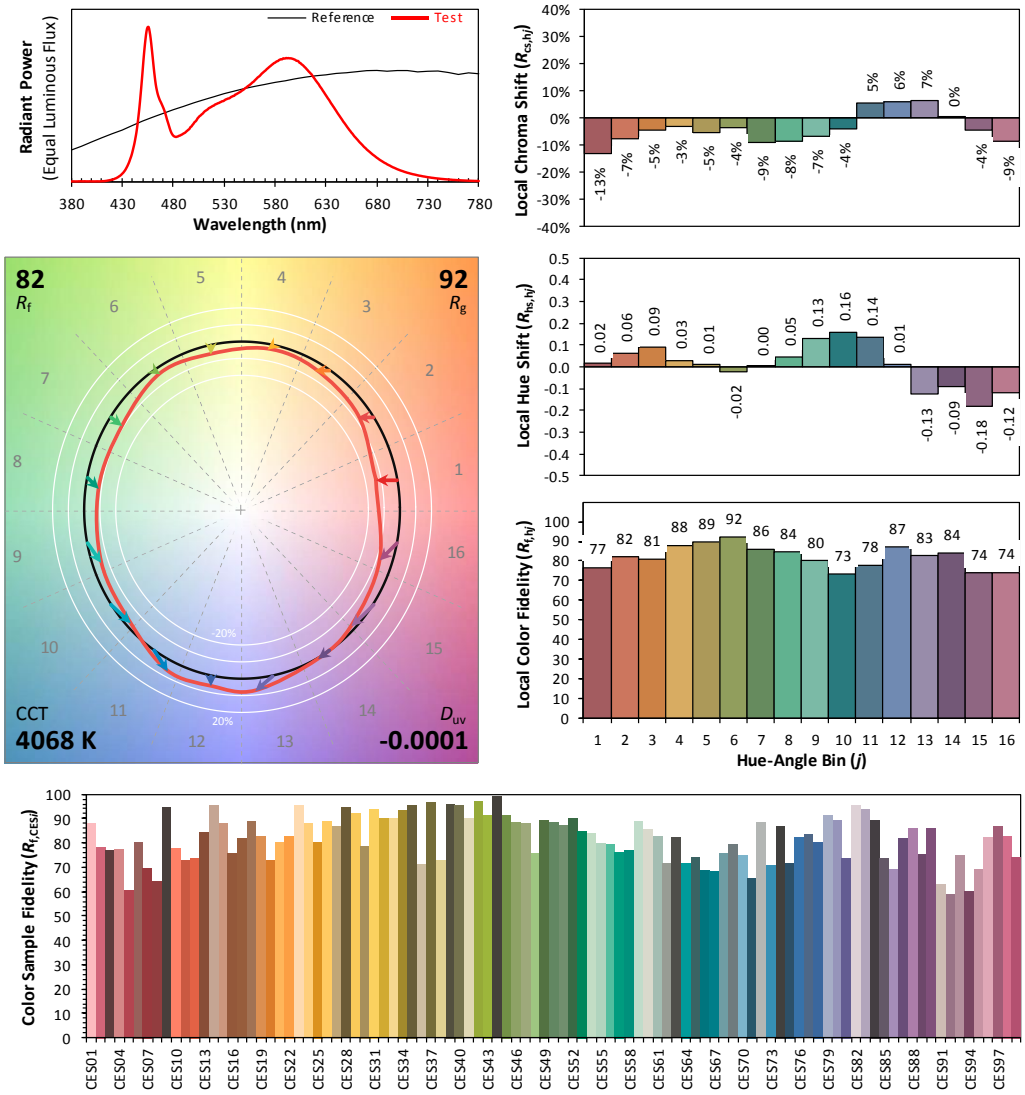 Reference
Test
Radiant Power
(Equal Luminous Flux)
380 430 480 530 580 630 680 730 780
Wavelength (nm)
Local Chroma Shift (Rcs,hj)
40%
30%
20%
10%
0%
-10%
-20%
-30%
-40%
-13% -7% -5% -3% -5% -4% -9% -8% -7% -4% 5% 6% 7% 0% -4% -9%
82
Rf
92
Rg
5 4
6 3
7 2
8 1
9 16
10 15
11 14
12 13
-20%
20%
CCT
4068 K
Duv
-0.0001
Local Hue Shift (Rhs,hj)
0.5
0.4
0.3
0.2
0.1
0.0
-0.1
-0.2
-0.3
-0.4
-0.5
0.02 0.06 0.09 0.03 0.01 -0.02 0.00 0.05 0.13 0.16 0.14 0.01 -0.13 -0.09 -0.18 -0.12
Local Color Fidelity (Rf,hj)
100
90
80
70
60
50
40
30
20
10
0
77 82 81 88 89 92 86 84 80 73 78 87 83 84 74 74
1 2 3 4 5 6 7 8 9 10 11 12 13 14 15 16
Hue-Angle Bin (j)
Color Sample Fidelity (Rf,CESi)
100
90
80
70
60
50
40
30
20
10
0
CES01 CES04 CES07 CES10 CES13 CES16 CES19 CES22 CES25 CES28 CES31 CES34 CES37 CES40 CES43 CES46 CES49 CES52 CES55 CES58 CES61 CES64 CES67 CES70 CES73 CES76 CES79 CES82 CES85 CES88 CES91 CES94 CES97